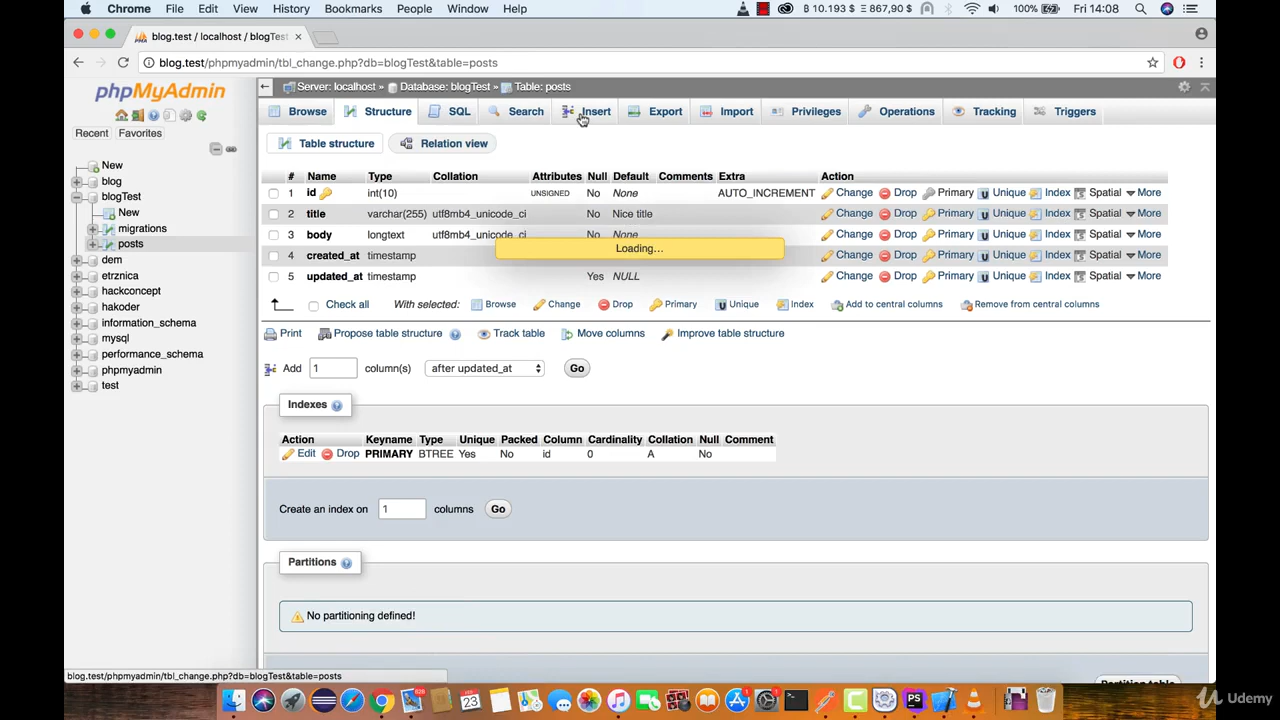 Chrome File Edit View History Bookmarks People Window Help ₿ 10.193 $ Ξ 867,90 $ 100% Fri 14:08
blog.test / localhost / blogTest
blog.test/phpmyadmin/tbl_change.php?db=blogTest&table=posts
phpMyAdmin
Recent Favorites
New
blog
blogTest
New
migrations
posts
dem
etrznica
hackconcept
hakoder
information_schema
mysql
performance_schema
phpmyadmin
test
Server: localhost » Database: blogTest » Table: posts
Browse Structure SQL Search Insert Export Import Privileges Operations Tracking Triggers
Table structure Relation view
# Name Type Collation Attributes Null Default Comments Extra Action
1 id int(10) UNSIGNED No None AUTO_INCREMENT Change Drop Primary Unique Index Spatial More
2 title varchar(255) utf8mb4_unicode_ci No Nice title Change Drop Primary Unique Index Spatial More
3 body longtext utf8mb4_unicode_ci No None Change Drop Primary Unique Index Spatial More
Loading...
4 created_at timestamp Change Drop Primary Unique Index Spatial More
5 updated_at timestamp Yes NULL Change Drop Primary Unique Index Spatial More
Check all With selected: Browse Change Drop Primary Unique Index Add to central columns Remove from central columns
Print Propose table structure Track table Move columns Improve table structure
Add 1 column(s) after updated_at Go
Indexes
Action Keyname Type Unique Packed Column Cardinality Collation Null Comment
Edit Drop PRIMARY BTREE Yes No id 0 A No
Create an index on 1 columns Go
Partitions
No partitioning defined!
Partition table
blog.test/phpmyadmin/tbl_change.php?db=blogTest&table=posts
Udemy